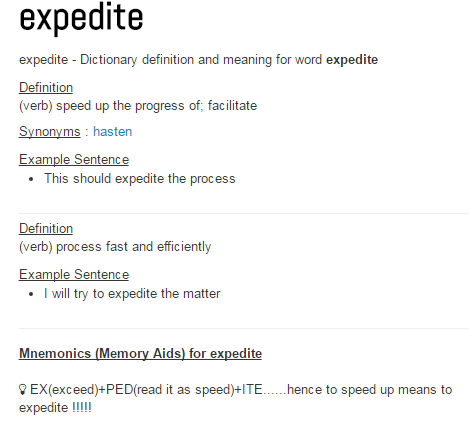 expedite
expedite - Dictionary definition and meaning for word expedite
Definition
(verb) speed up the progress of; facilitate
Synonyms : hasten
Example Sentence
• This should expedite the process
Definition
(verb) process fast and efficiently
Example Sentence
• I will try to expedite the matter
Mnemonics (Memory Aids) for expedite
EX(exceed)+PED(read it as speed)+ITE......hence to speed up means to
expedite !!!!!